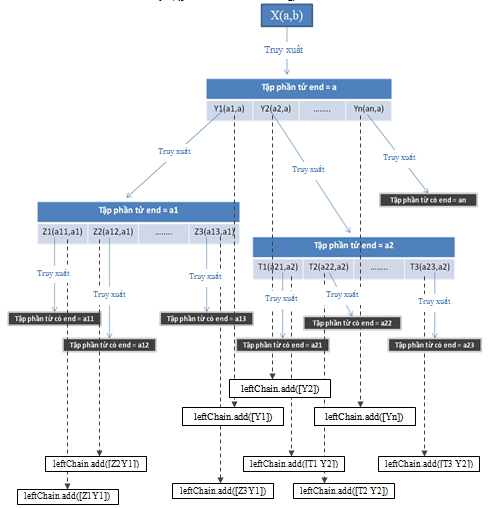 X(a,b)
Truy xuất
Tập phần tử end = a
Y1(a1,a) Y2(a2,a) ........ Yn(an,a)
Truy xuất
Truy xuất
Truy xuất
Tập phần tử có end = an
Tập phần tử end = a1
Z1(a11,a1) Z2(a12,a1) ........ Z3(a13,a1)
Tập phần tử end = a2
T1(a21,a2) T2(a22,a2) ........ T3(a23,a2)
Truy xuất Truy xuất Truy xuất
Truy xuất Truy xuất Truy xuất
Tập phần tử có end = a11
Tập phần tử có end = a13
Tập phần tử có end = a22
Tập phần tử có end = a12
Tập phần tử có end = a21
Tập phần tử có end = a23
leftChain.add([Y2])
leftChain.add([Y1])
leftChain.add([Yn])
leftChain.add([Z2Y1])
leftChain.add([T1 Y2])
leftChain.add([T3 Y2])
leftChain.add([Z1Y1])
leftChain.add([Z3Y1])
leftChain.add([T2 Y2])